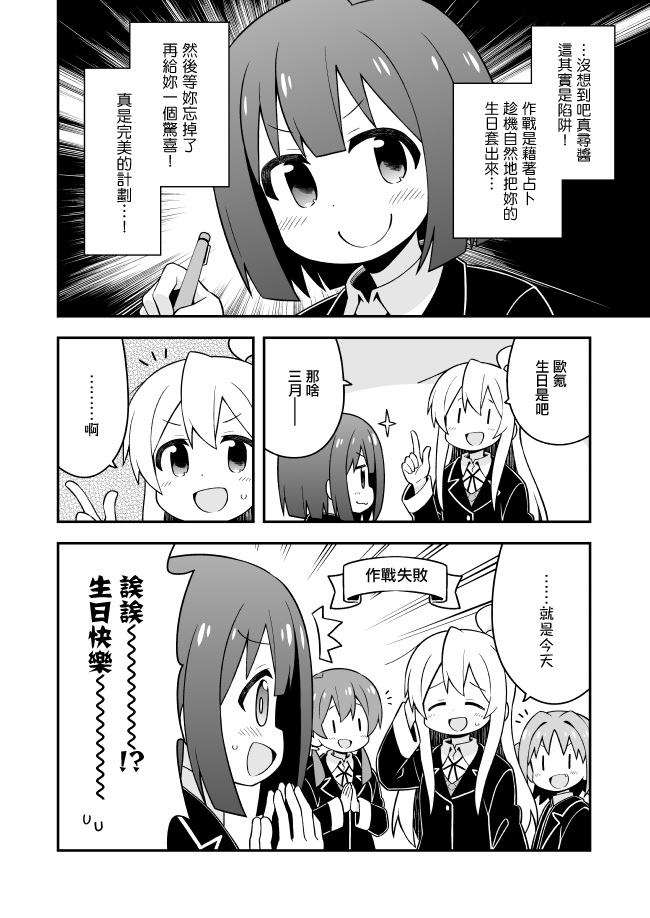 …沒想到吧真尋醬
這其實是陷阱！
作戰是藉著占卜
趁機自然地把妳的
生日套出來…
然後等妳忘掉了
再給妳一個驚喜！
真是完美的計劃…！
歐氪
生日是吧
那啥
三月——
………啊
……就是今天
作戰失敗
誒誒～～～～～!?
生日快樂～～～～～